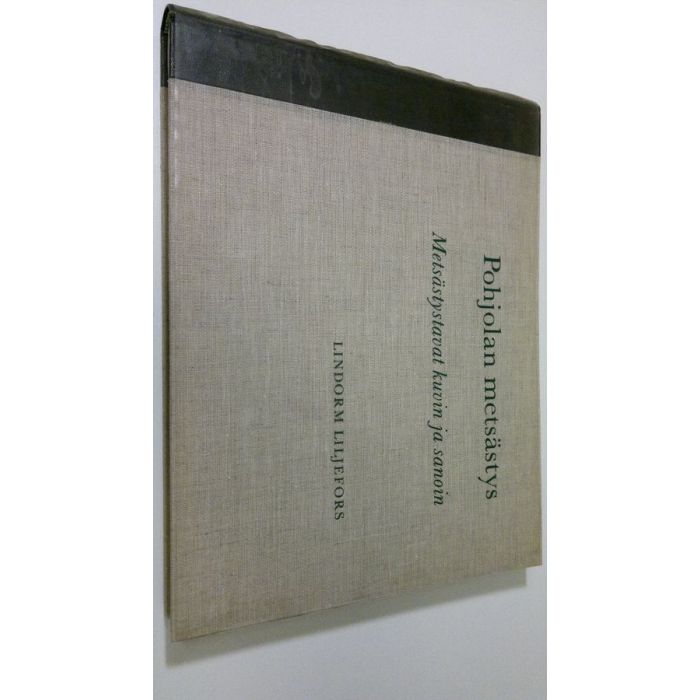 Pohjolan metsästys
Metsästystavat kuvin ja sanoin
LINDORM LILJEFORS